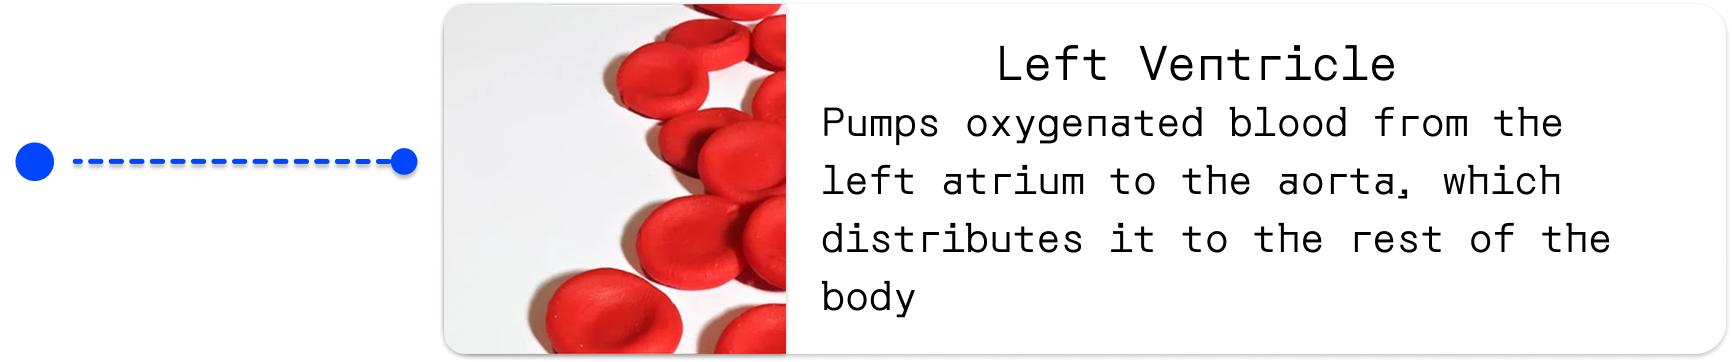 Left Ventricle
Pumps oxygenated blood from the
left atrium to the aorta, which
distributes it to the rest of the
body